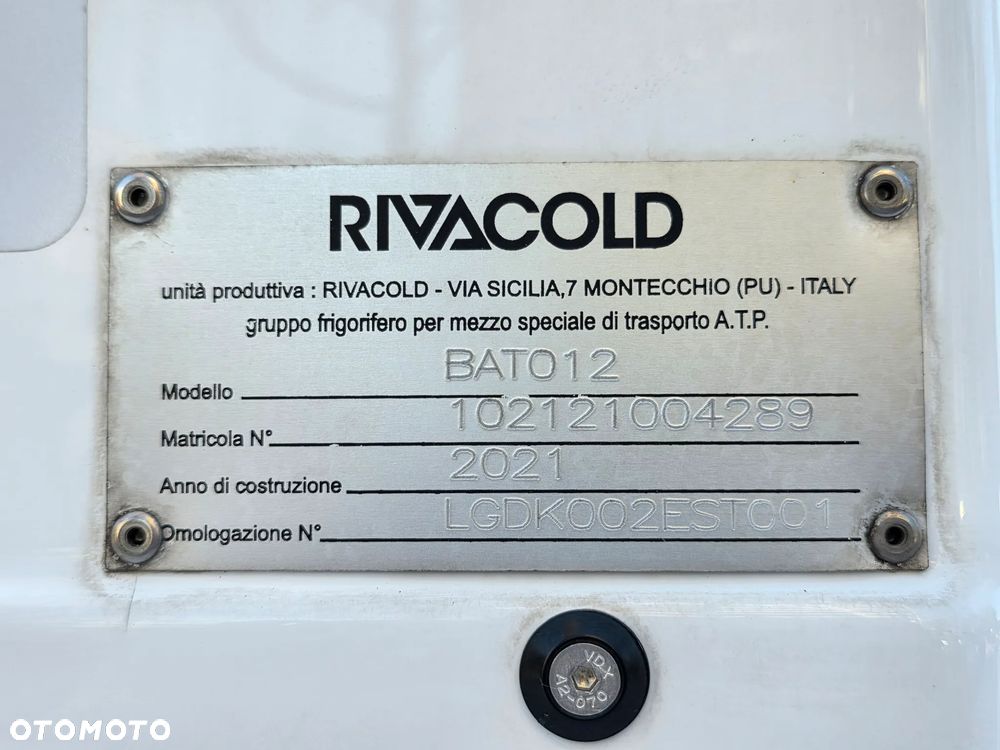 RIVACOLD
unità produttiva : RIVACOLD - VIA SICILIA,7 MONTECCHIO (PU) - ITALY
gruppo frigorifero per mezzo speciale di trasporto A.T.P.
Modello BAT012
Matricola N° 102121004289
Anno di costruzione 2021
Omologazione N° LGDK002EST001
VDX
A2-070
OTOMOTO